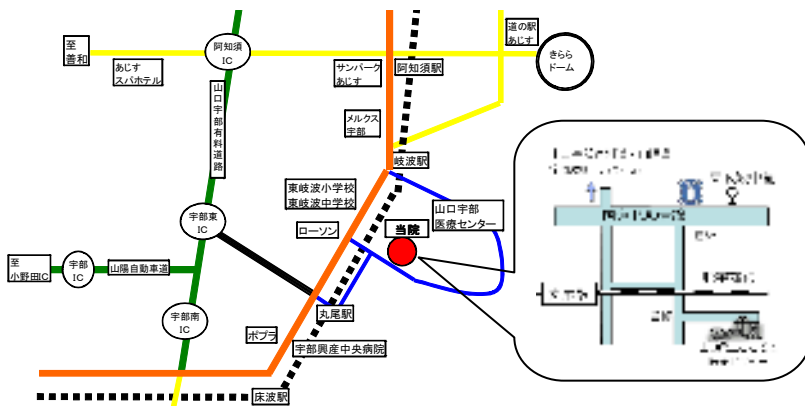 至
善和
阿知須
IC
道の駅
あじす
きらら
ドーム
あじす
スパホテル
サンパーク
あじす
阿知須駅
山口宇部有料道路
メルクス
宇部
岐波駅
東岐波小学校
東岐波中学校
山口宇部
医療センター
宇部東
IC
ローソン
当院
至
小野田IC
宇部
IC
山陽自動車道
宇部南
IC
丸尾駅
ポプラ
宇部興産中央病院
床波駅